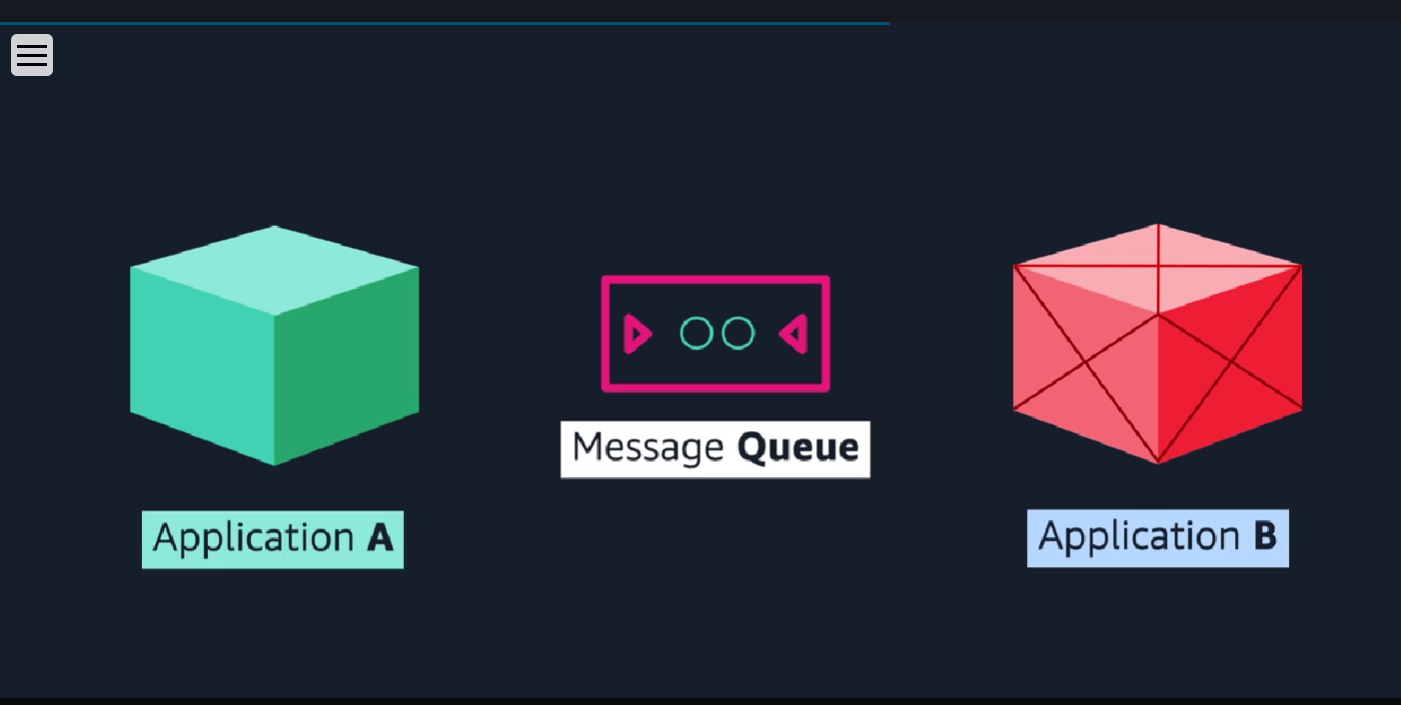 Message Queue
Application A
Application B